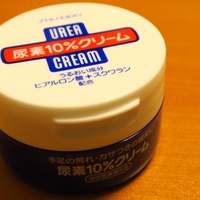 SHISEIDO
UREA
尿素10%クリーム
CREAM
うるおい成分
ヒアルロン酸+スクワラン
配合
手足の荒れ・カサつきの
尿素10%クリーム